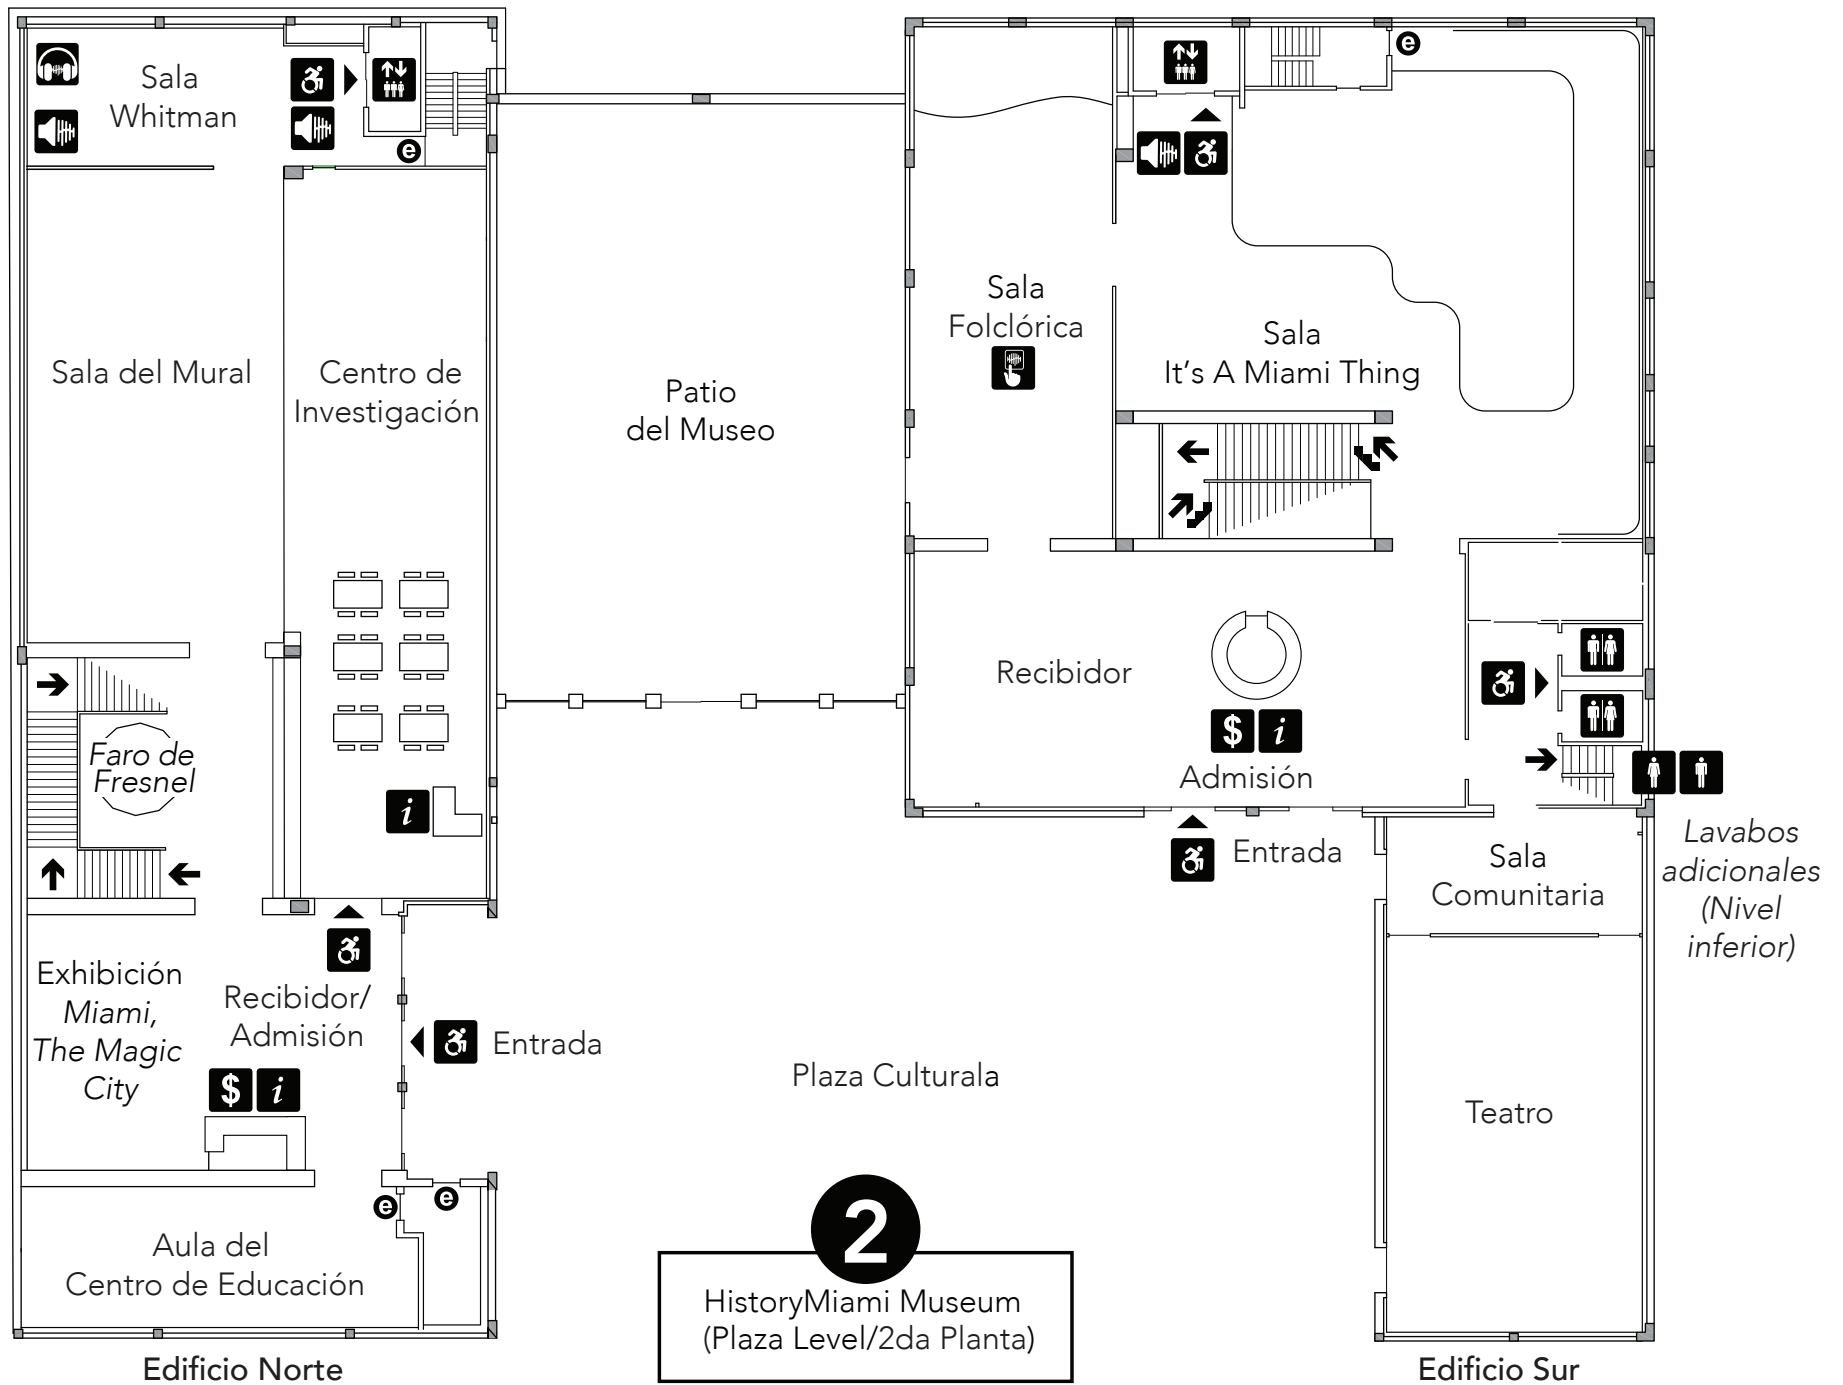 Sala
Whitman
e
Sala del Mural
Centro de
Investigación
Faro de
Fresnel
i
Exhibición
Miami,
The Magic
City
Recibidor/
Admisión
$ i
Entrada
e
e
Aula del
Centro de Educación
Edificio Norte
Patio
del Museo
Plaza Culturala
2
HistoryMiami Museum
(Plaza Level/2da Planta)
e
Sala
Folclórica
Sala
It's A Miami Thing
Recibidor
$ i
Admisión
Entrada
Sala
Comunitaria
Lavabos
adicionales
(Nivel
inferior)
Teatro
Edificio Sur